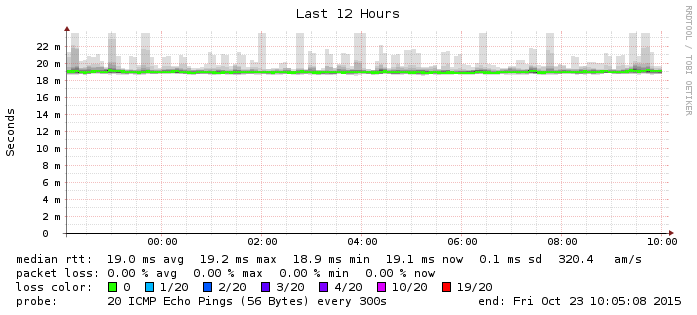 Last 12 Hours
RRDTOOL / TOBI OETIKER
Seconds
22 m
20 m
18 m
16 m
14 m
12 m
10 m
8 m
6 m
4 m
2 m
0
00:00 02:00 04:00 06:00 08:00 10:00
median rtt: 19.0 ms avg 19.2 ms max 18.9 ms min 19.1 ms now 0.1 ms sd 320.4 am/s
packet loss: 0.00 % avg 0.00 % max 0.00 % min 0.00 % now
loss color: 0 1/20 2/20 3/20 4/20 10/20 19/20
probe: 20 ICMP Echo Pings (56 Bytes) every 300s end: Fri Oct 23 10:05:08 2015